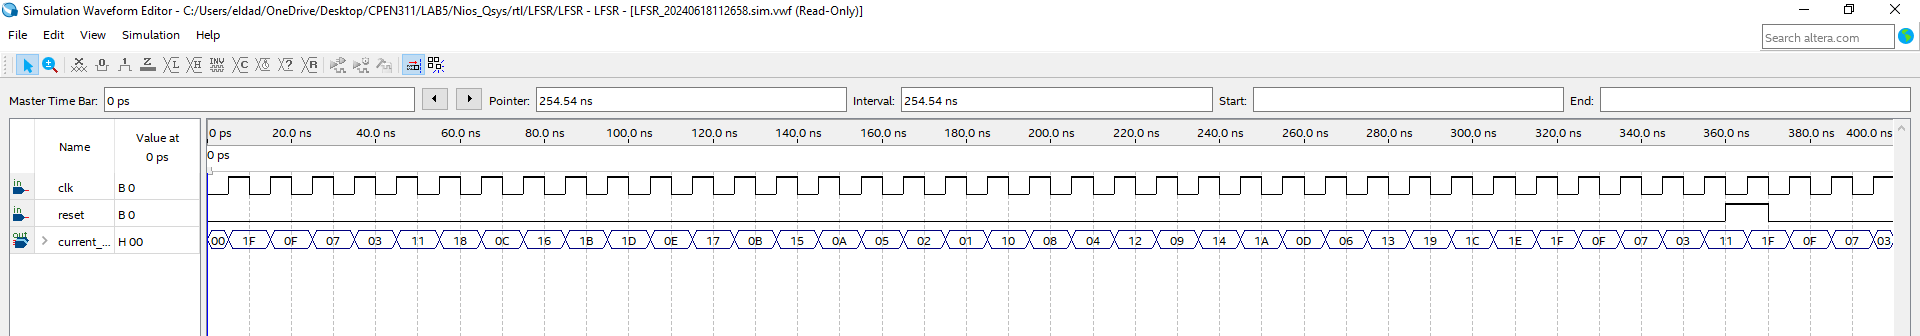 Simulation Waveform Editor - C:/Users/eldad/OneDrive/Desktop/CPEN311/LAB5/Nios_Qsys/rtl/LFSR/LFSR - LFSR - [LFSR_20240618112658.sim.vwf (Read-Only)]
File Edit View Simulation Help
Search altera.com
Master Time Bar: 0 ps Pointer: 254.54 ns Interval: 254.54 ns Start: End:
Name Value at 0 ps
0 ps 20.0 ns 40.0 ns 60.0 ns 80.0 ns 100.0 ns 120.0 ns 140.0 ns 160.0 ns 180.0 ns 200.0 ns 220.0 ns 240.0 ns 260.0 ns 280.0 ns 300.0 ns 320.0 ns 340.0 ns 360.0 ns 380.0 ns 400.0 ns
0 ps
in clk B 0
in reset B 0
out current_... H 00 00 1F 0F 07 03 11 18 0C 16 1B 1D 0E 17 0B 15 0A 05 02 01 10 08 04 12 09 14 1A 0D 06 13 19 1C 1E 1F 0F 07 03 11 1F 0F 07 03